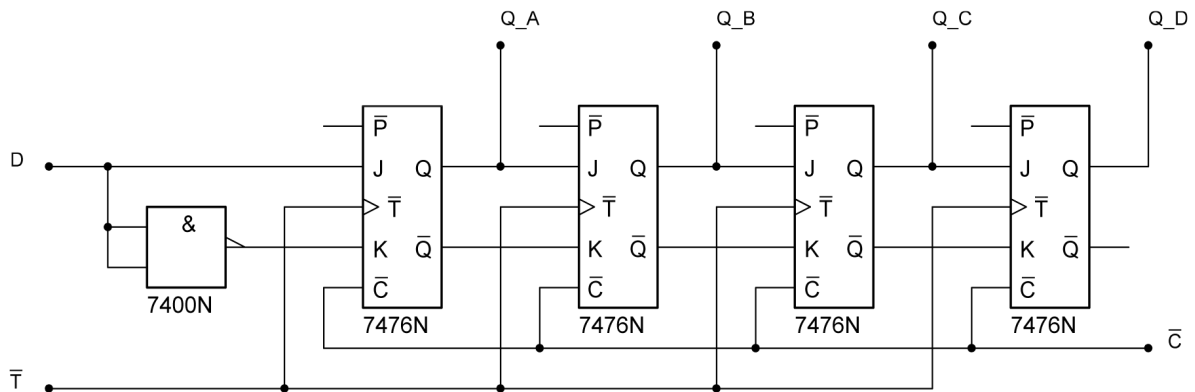 Q_A Q_B Q_C Q_D
P̅ P̅ P̅ P̅
D J Q J Q J Q J Q
& T̅ T̅ T̅ T̅
K Q̅ K Q̅ K Q̅ K Q̅
C̅ C̅ C̅ C̅
7400N 7476N 7476N 7476N 7476N
C̅
T̅